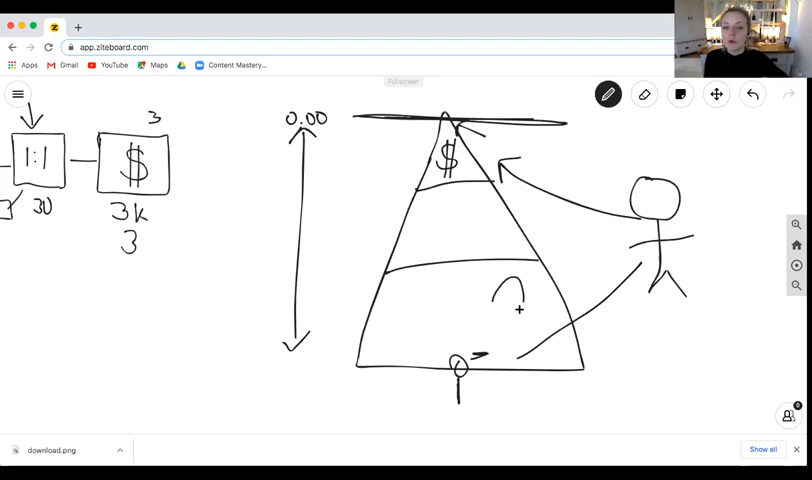 app.ziteboard.com
Apps
Gmail
YouTube
Maps
Content Mastery...
Fullscreen
3
0.00
1:1
$
$
30
3k
3
0
download.png
Show all